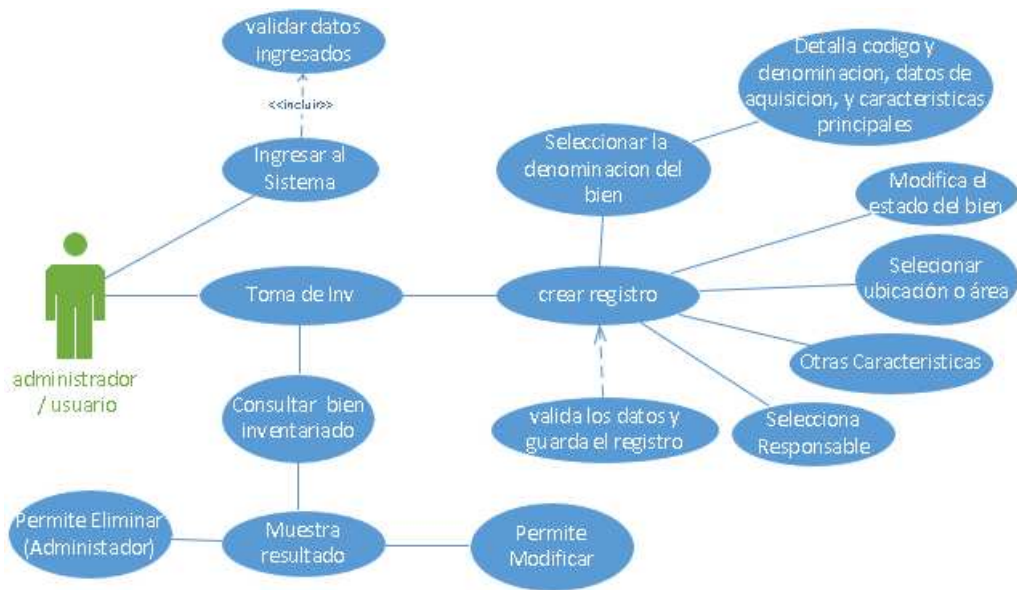 validar datos
ingresados
<<incluir>>
Ingresar al
Sistema
administrador
/ usuario
Toma de Inv
Consultar bien
inventariado
Muestra
resultado
Permite Eliminar
(Administador)
Permite
Modificar
crear registro
Seleccionar la
denominacion del
bien
Detalla codigo y
denominacion, datos de
aquisicion, y caracteristicas
principales
Modifica el
estado del bien
Selecionar
ubicación o área
Otras Caracteristicas
Selecciona
Responsable
valida los datos y
guarda el registro